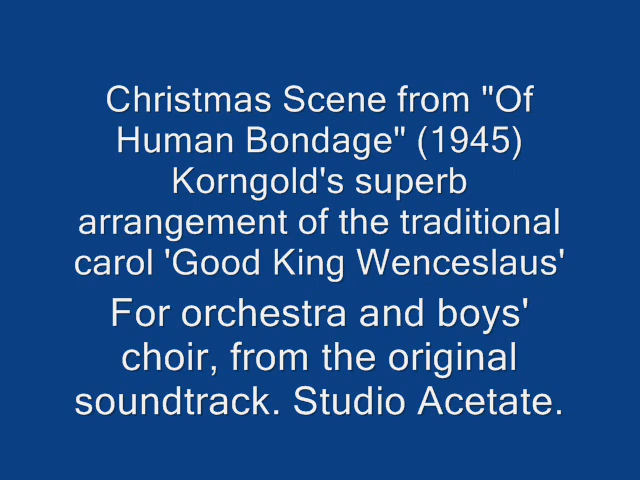 Christmas Scene from "Of
Human Bondage" (1945)
Korngold's superb
arrangement of the traditional
carol 'Good King Wenceslaus'
For orchestra and boys'
choir, from the original
soundtrack. Studio Acetate.